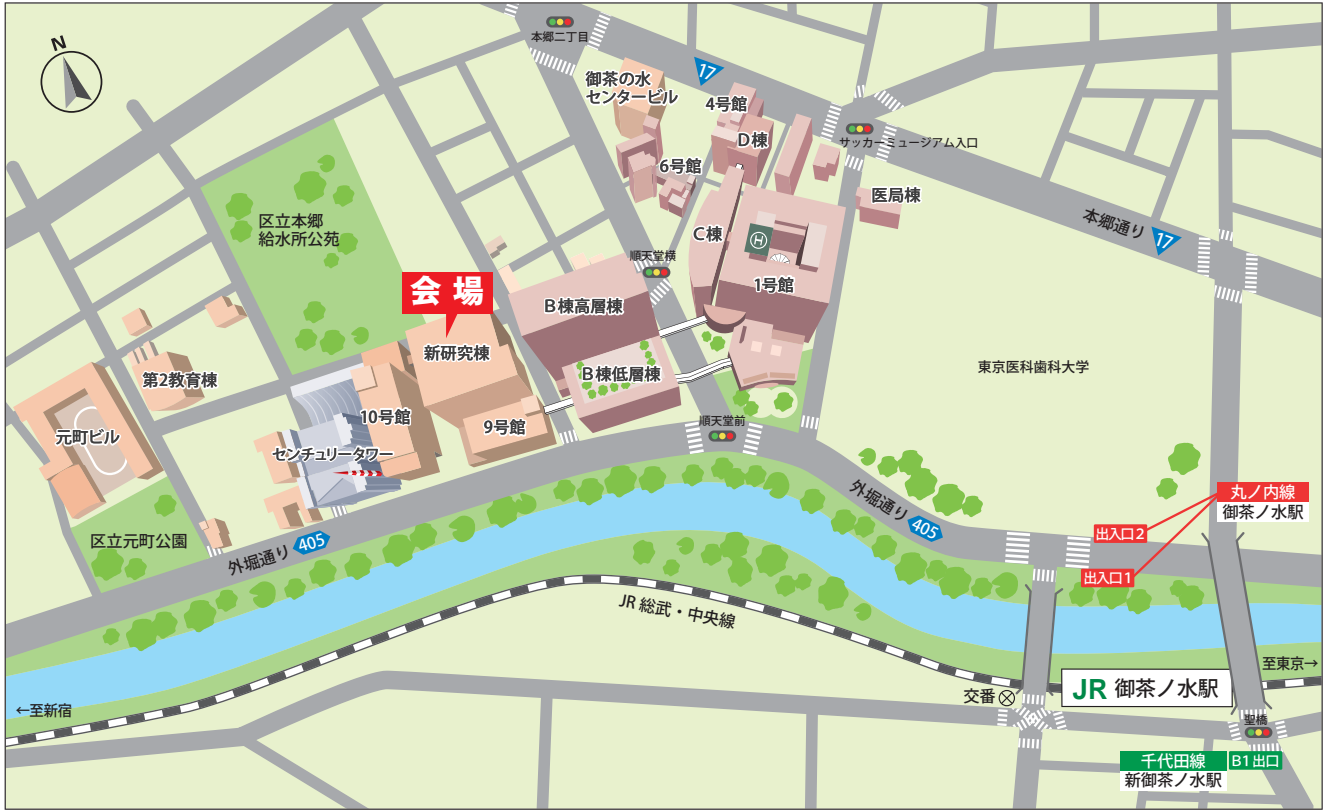 N
本郷二丁目
17
御茶の水
センタービル
4号館
D棟
サッカーミュージアム入口
6号館
医局棟
区立本郷
給水所公苑
C棟
H
本郷通り
17
順天堂横
1号館
会場
B棟高層棟
新研究棟
東京医科歯科大学
第2教育棟
B棟低層棟
10号館
9号館
順天堂前
元町ビル
センチュリータワー
外堀通り
405
丸ノ内線
御茶ノ水駅
出入口2
出入口1
区立元町公園
外堀通り
405
JR 総武・中央線
至東京→
JR 御茶ノ水駅
交番
←至新宿
聖橋
千代田線
B1出口
新御茶ノ水駅